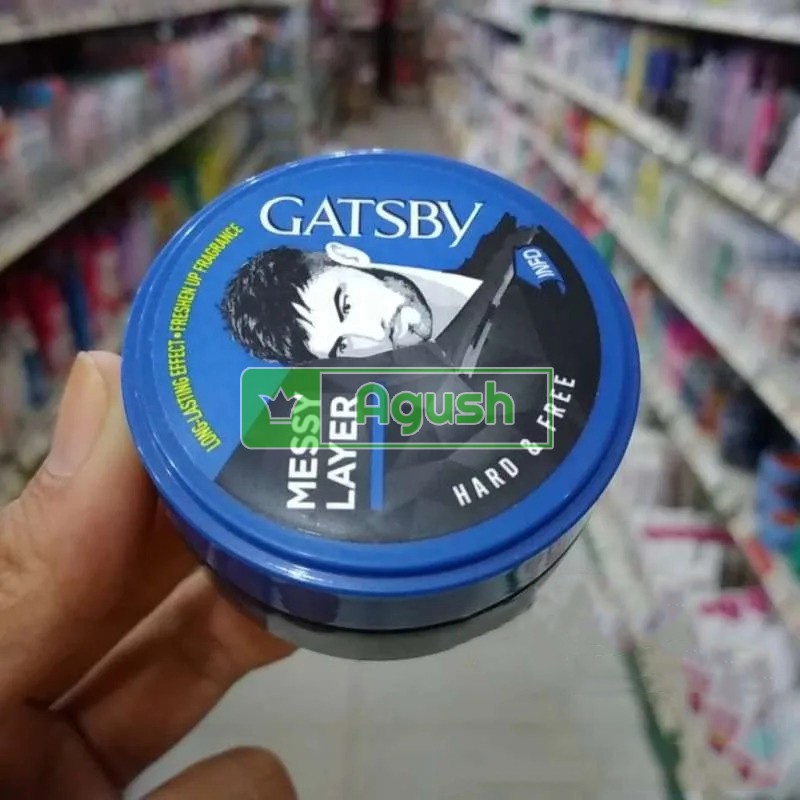 GATSBY
INFO
LONG-LASTING EFFECT • FRESHEN UP FRAGRANCE
Agush
MESSY
LAYER
HARD & FREE